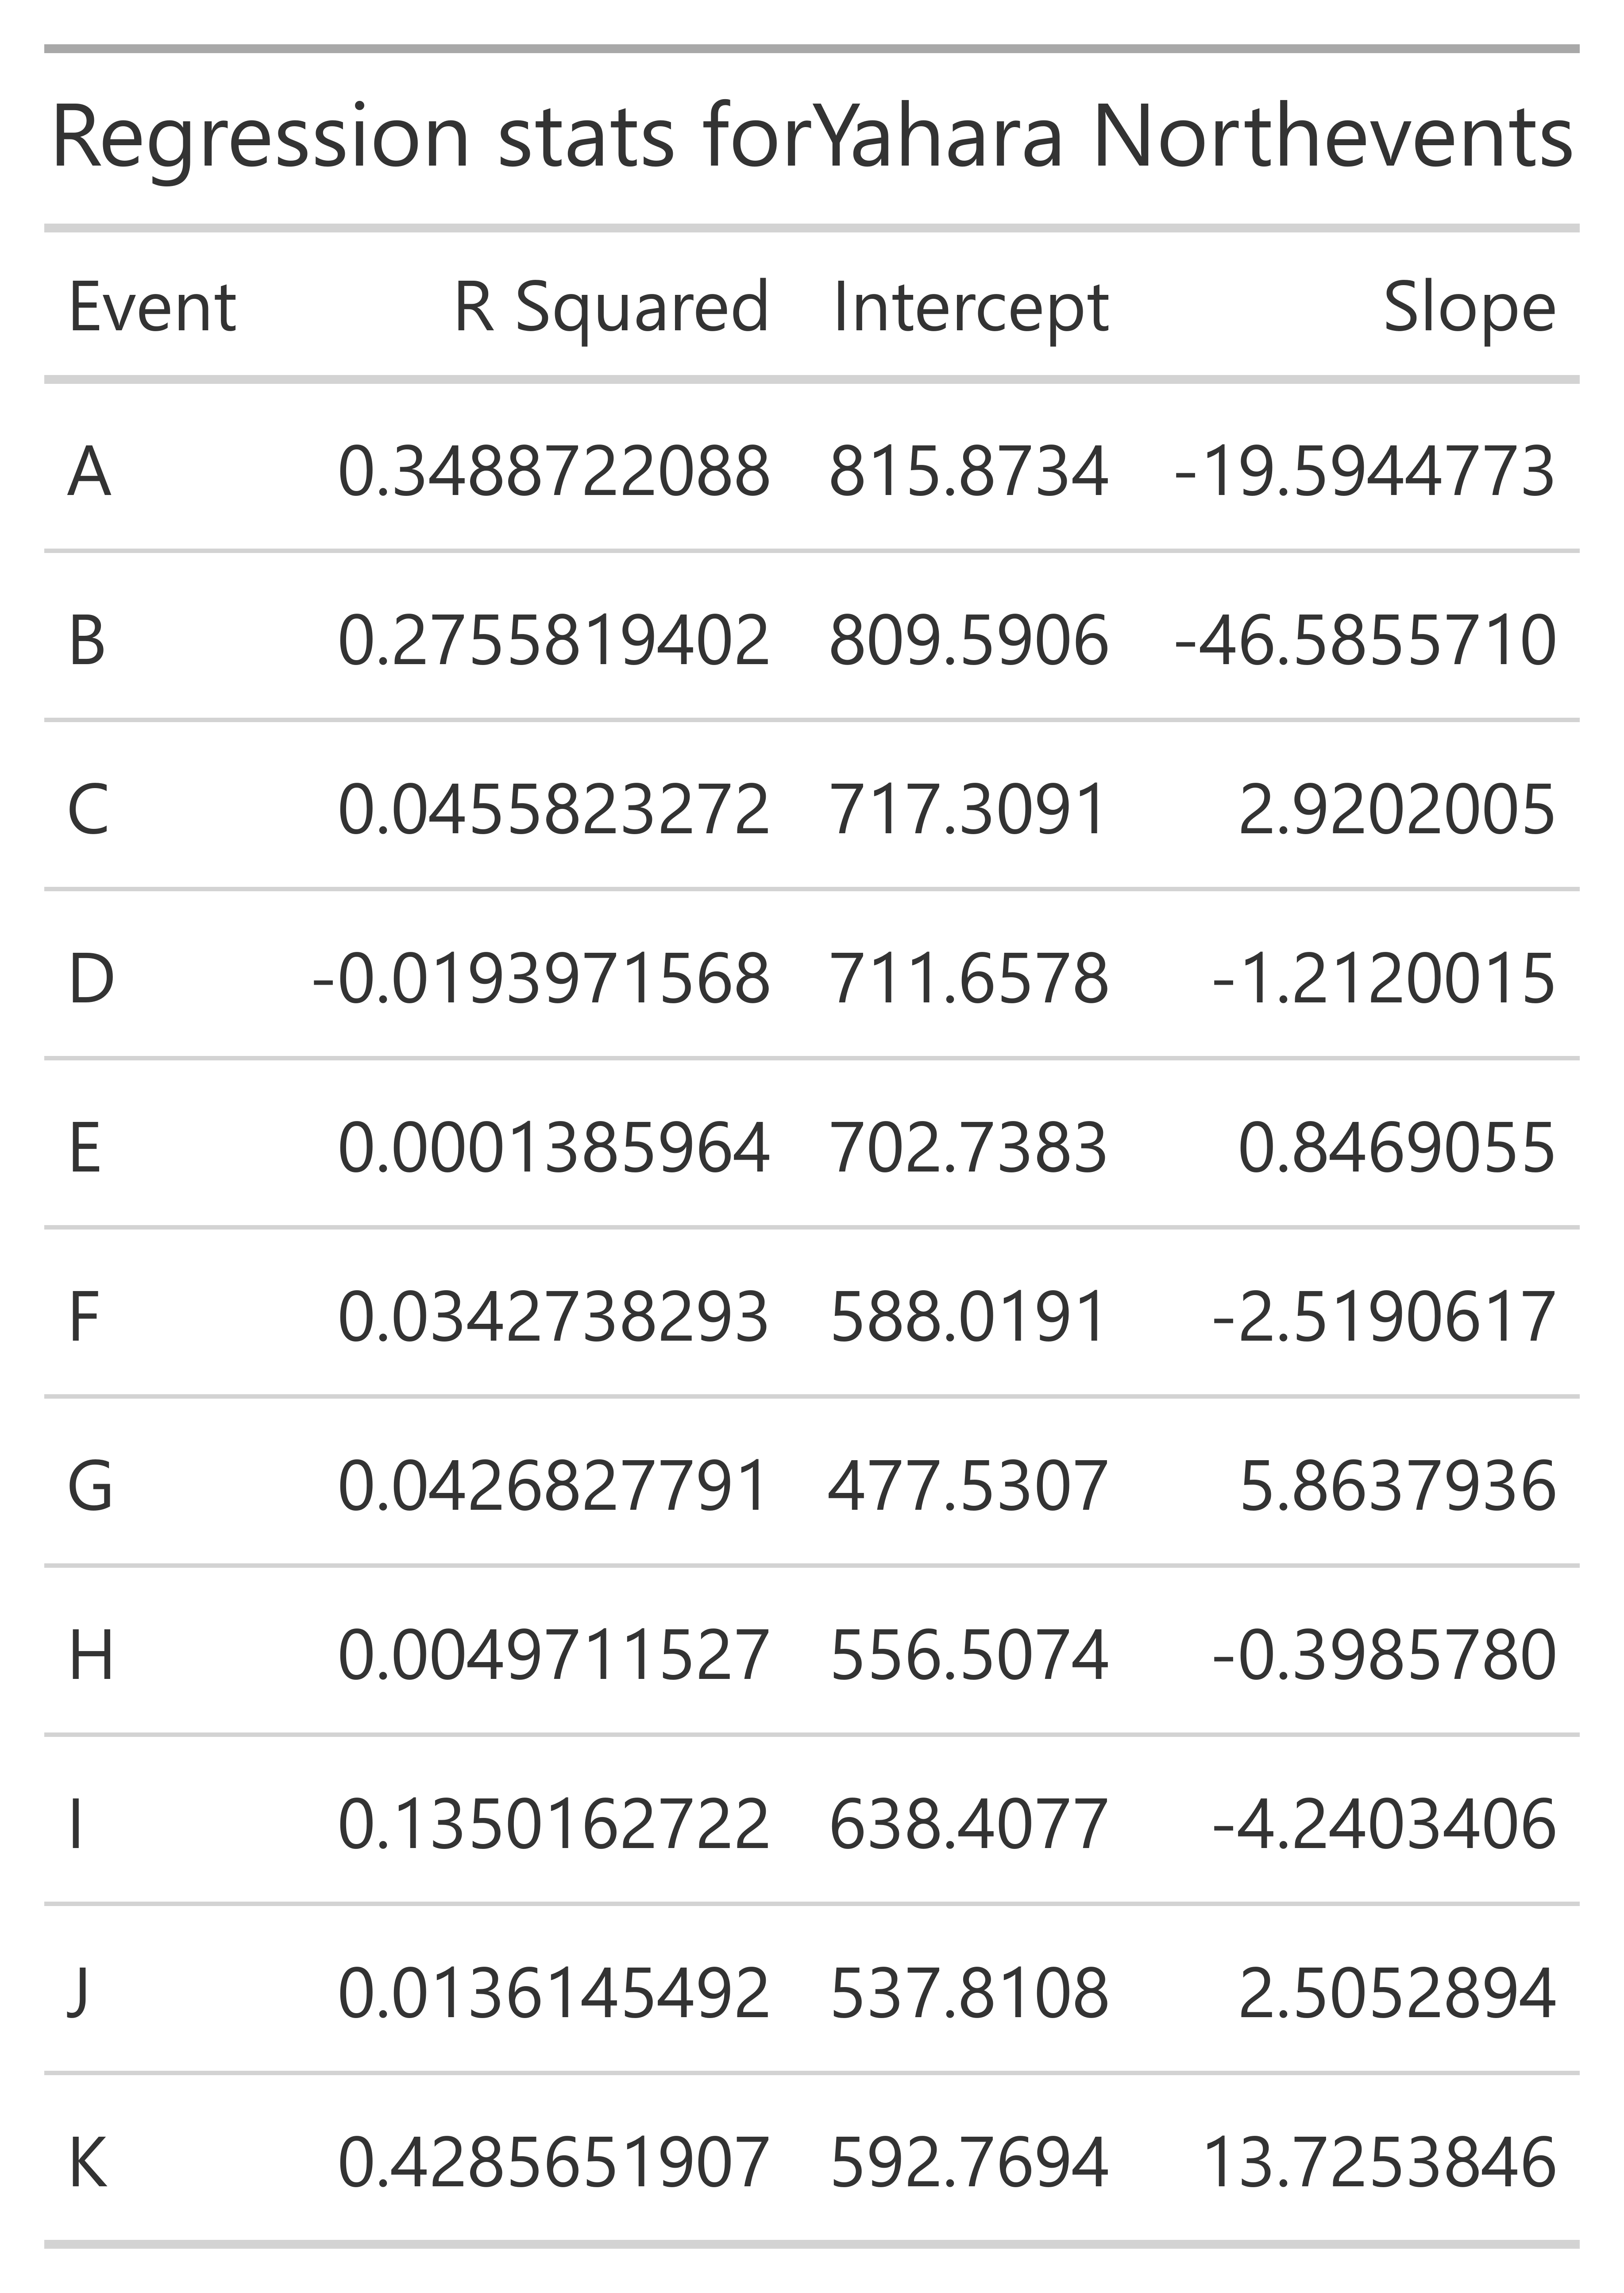 Regression stats forYahara Northevents
Event R Squared Intercept Slope
A 0.3488722088 815.8734 -19.5944773
B 0.2755819402 809.5906 -46.5855710
C 0.0455823272 717.3091 2.9202005
D -0.0193971568 711.6578 -1.2120015
E 0.0001385964 702.7383 0.8469055
F 0.0342738293 588.0191 -2.5190617
G 0.0426827791 477.5307 5.8637936
H 0.0049711527 556.5074 -0.3985780
I 0.1350162722 638.4077 -4.2403406
J 0.0136145492 537.8108 2.5052894
K 0.4285651907 592.7694 13.7253846